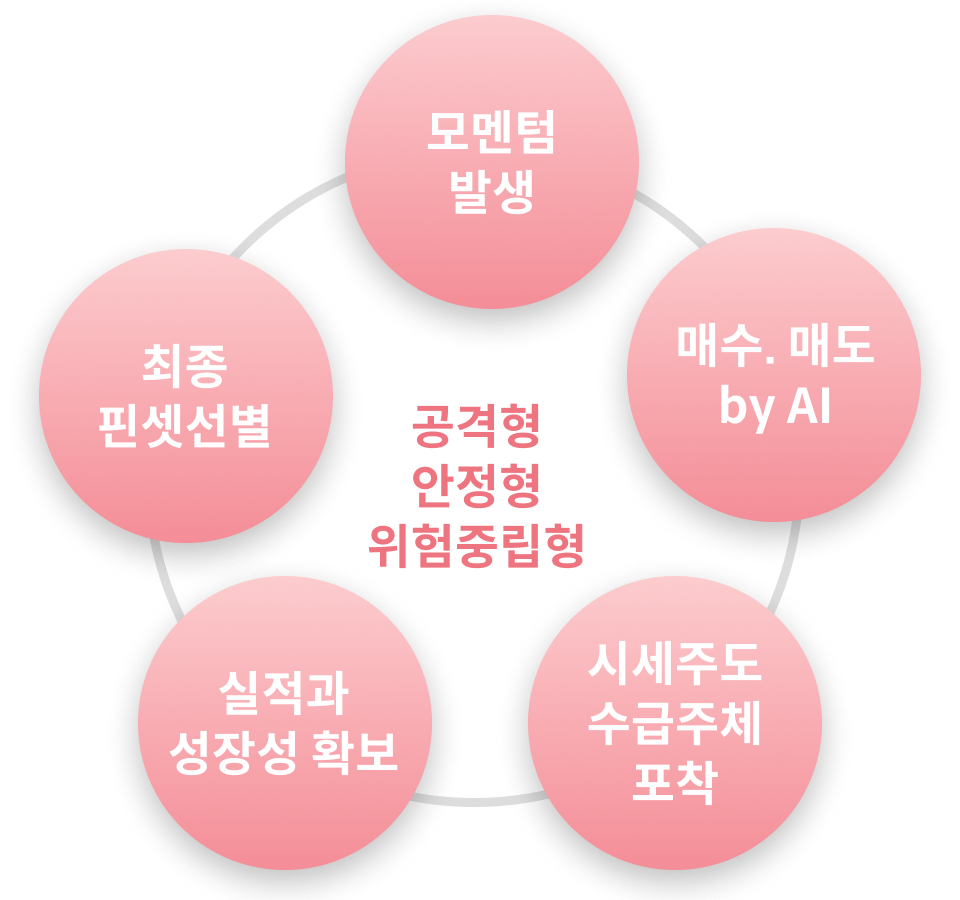 모멘텀
발생
매수. 매도
by AI
최종
핀셋선별
공격형
안정형
위험중립형
실적과
성장성 확보
시세주도
수급주체
포착